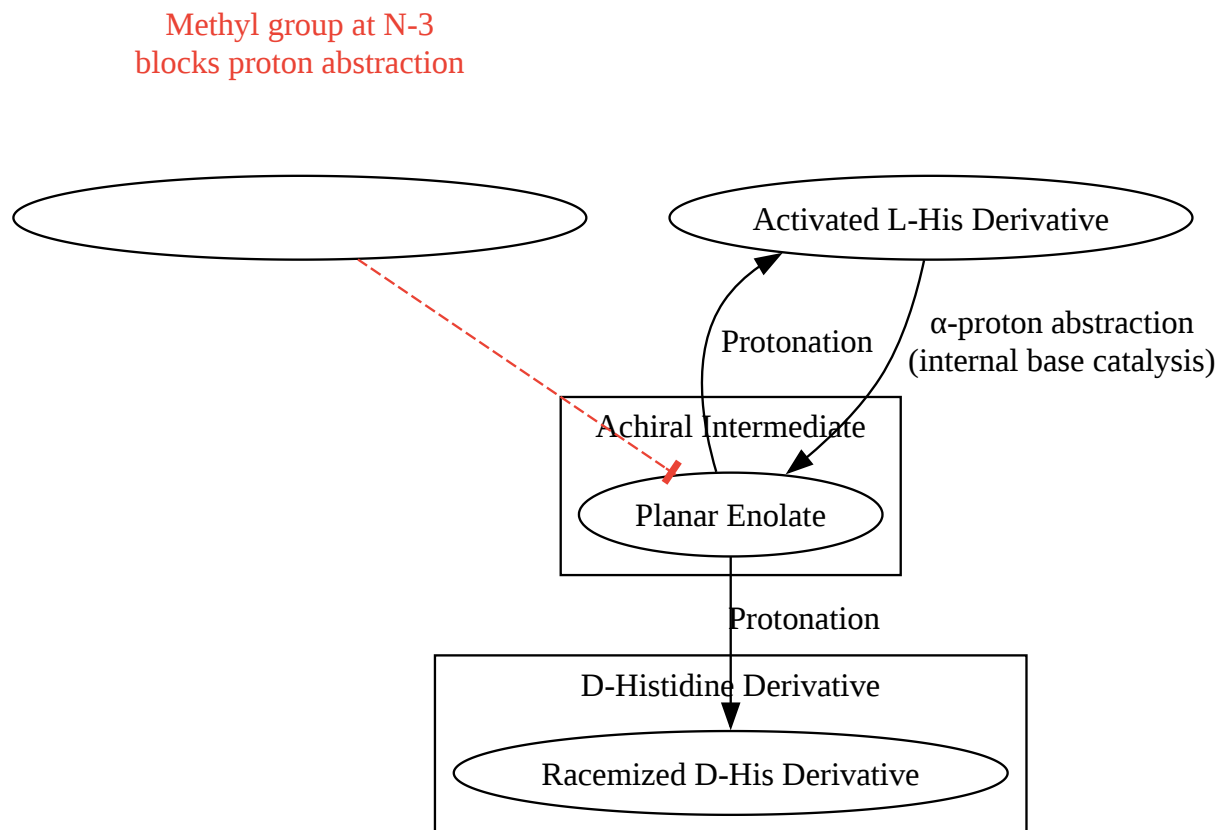 Methyl group at N-3
blocks proton abstraction
Activated L-His Derivative
α-proton abstraction
(internal base catalysis)
Protonation
Achiral Intermediate
Planar Enolate
Protonation
D-Histidine Derivative
Racemized D-His Derivative